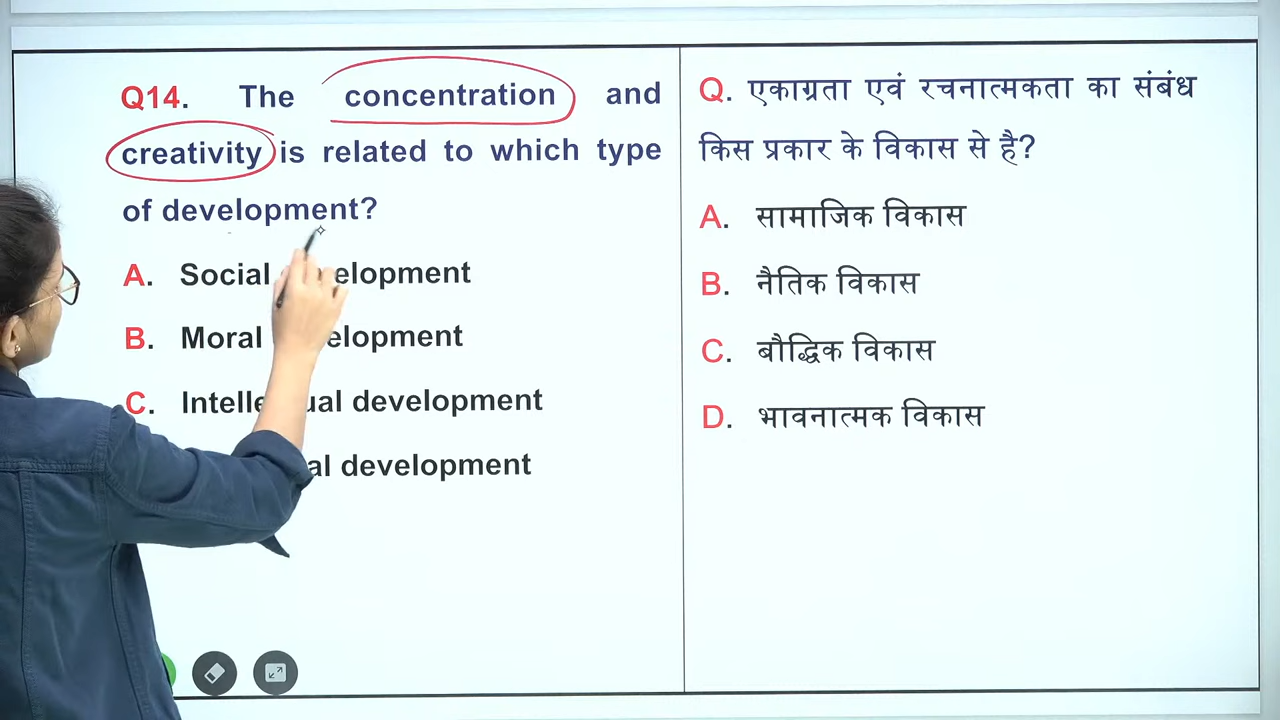 Q14. The concentration and
creativity is related to which type
of development?
A. Social development
B. Moral development
C. Intellectual development
al development
Q. एकाग्रता एवं रचनात्मकता का संबंध
किस प्रकार के विकास से है?
A. सामाजिक विकास
B. नैतिक विकास
C. बौद्धिक विकास
D. भावनात्मक विकास